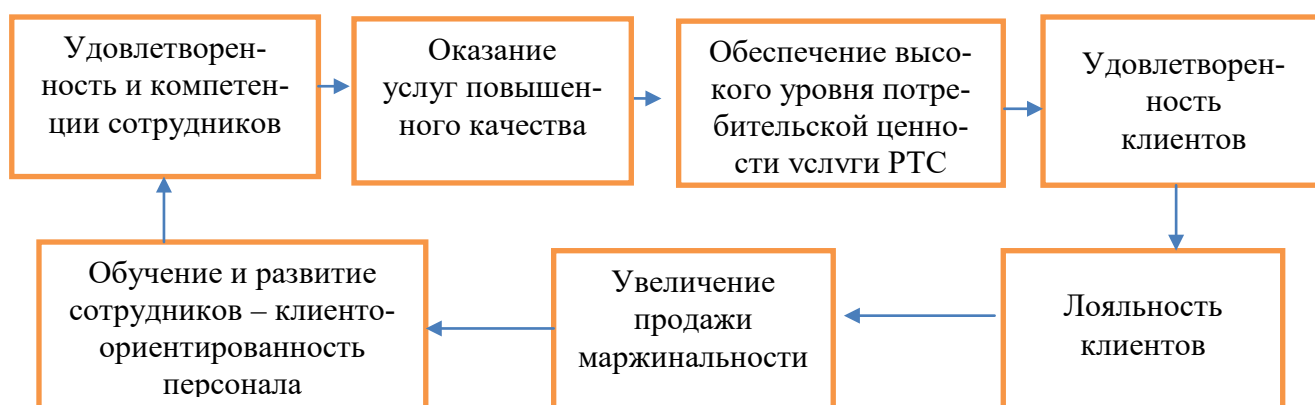 Удовлетворен-
ность и компетен-
ции сотрудников
Оказание
услуг повышен-
ного качества
Обеспечение высо-
кого уровня потре-
бительской ценно-
сти услуги РТС
Удовлетворен-
ность
клиентов
Обучение и развитие
сотрудников – клиенто-
ориентированность
персонала
Увеличение
продажи
маржинальности
Лояльность
клиентов